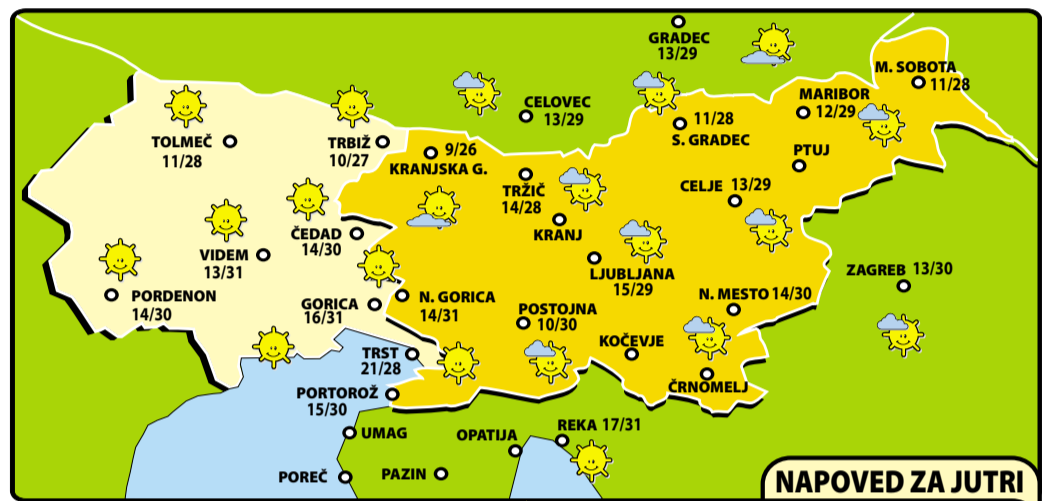 GRADEC
13/29
M. SOBOTA
11/28
MARIBOR
12/29
CELOVEC
13/29
11/28
S. GRADEC
TOLMEČ
11/28
TRBIŽ
10/27
9/26
KRANJSKA G.
PTUJ
TRŽIČ
14/28
CELJE 13/29
KRANJ
ČEDAD
14/30
VIDEM
13/31
LJUBLJANA
15/29
ZAGREB 13/30
PORDENON
14/30
GORICA
16/31
N. GORICA
14/31
N. MESTO 14/30
POSTOJNA
10/30
KOČEVJE
TRST
21/28
ČRNOMELJ
PORTOROŽ
15/30
UMAG
OPATIJA
REKA 17/31
POREČ
PAZIN
NAPOVED ZA JUTRI